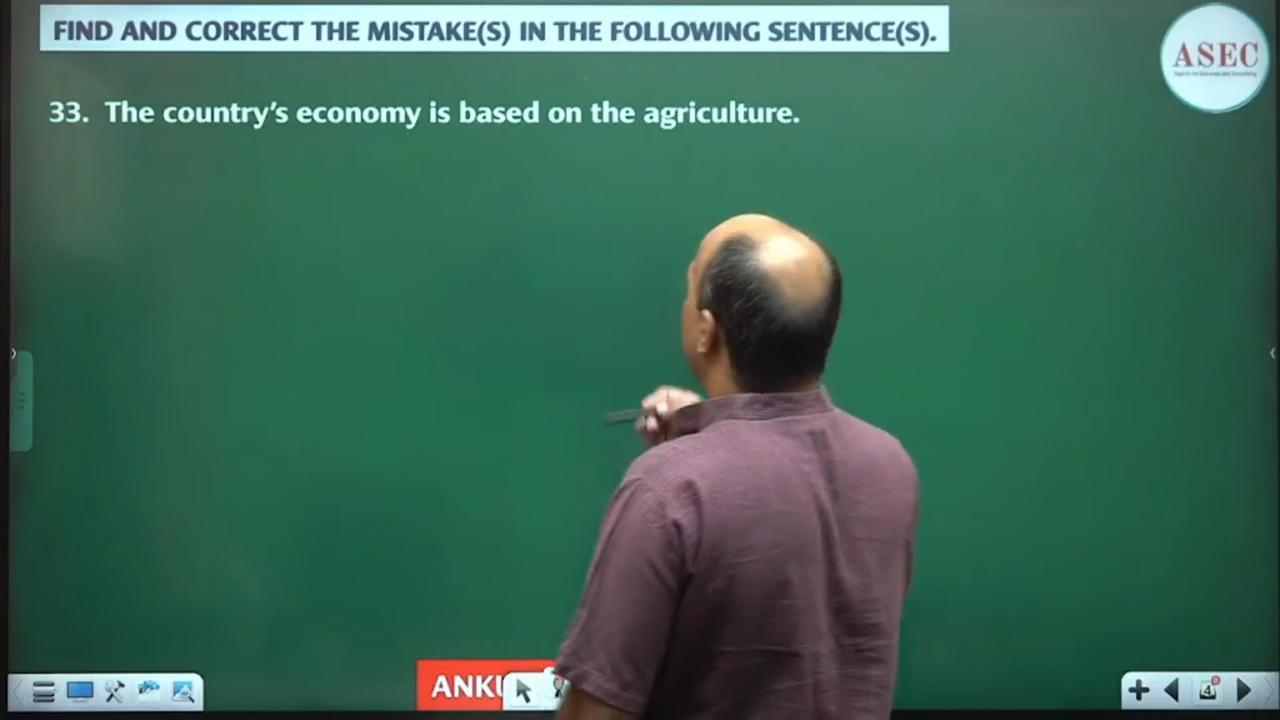 FIND AND CORRECT THE MISTAKE(S) IN THE FOLLOWING SENTENCE(S).
ASEC
33. The country's economy is based on the agriculture.
4